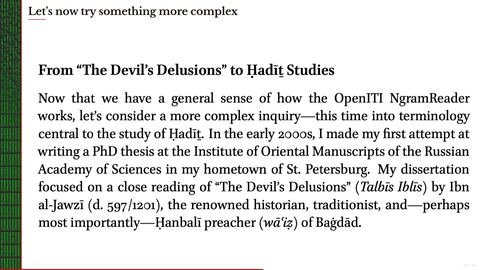 Let's now try something more complex
From “The Devil's Delusions” to Ḥadīṯ Studies
Now that we have a general sense of how the OpenITI NgramReader
works, let's consider a more complex inquiry—this time into terminology
central to the study of Ḥadīṯ. In the early 2000s, I made my first attempt at
writing a PhD thesis at the Institute of Oriental Manuscripts of the Russian
Academy of Sciences in my hometown of St. Petersburg. My dissertation
focused on a close reading of “The Devil's Delusions” (Talbīs Iblīs) by Ibn
al-Jawzī (d. 597/1201), the renowned historian, traditionist, and—perhaps
most importantly—Ḥanbalī preacher (wāʿiẓ) of Baġdād.